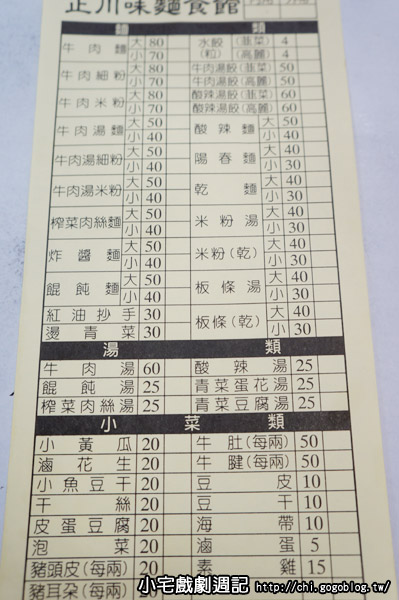 正川味麵食館
麵 類
牛肉麵 大 80 小 70 水餃(韮菜) 4 (粒)(高麗) 4
牛肉細粉 大 80 小 70 牛肉湯餃(韮菜) 50 牛肉湯餃(高麗) 50
牛肉米粉 大 80 小 70 酸辣湯餃(韮菜) 60 酸辣湯餃(高麗) 60
牛肉湯麵 大 50 小 40 酸辣麵 大 50 小 40
牛肉湯細粉 大 50 小 40 陽春麵 大 40 小 30
牛肉湯米粉 大 50 小 40 乾麵 大 40 小 30
榨菜肉絲麵 大 50 小 40 米粉湯 大 40 小 30
炸醬麵 大 50 小 40 米粉(乾) 大 40 小 30
餛飩麵 大 50 小 40 板條湯 大 40 小 30
紅油抄手 30 板條(乾) 大 40 小 30
燙青菜 30
湯 類
牛肉湯 60 酸辣湯 25
餛飩湯 25 青菜蛋花湯 25
榨菜肉絲湯 25 青菜豆腐湯 25
小 菜 類
小黃瓜 20 牛肚(每兩) 50
滷花生 20 牛腱(每兩) 50
小魚豆干 20 豆皮 10
干絲 20 豆干 10
皮蛋豆腐 20 海帶 10
泡菜 20 滷蛋 5
豬頭皮(每兩) 20 素雞 15
豬耳朵(每兩) 20
小宅戲劇週記
http://chi.gogoblog.tw/